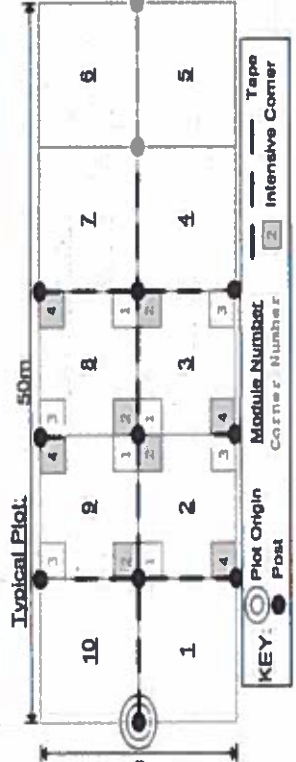 Typical Plot:
50m
3 4 3 4
10 9 8 7 6
2 1 2 1
1 2 1 2
1 2 3 4 5
4 3 4 3
KEY:
Plot Origin Module Number Tape
Post Corner Number 2 Intensive Corner